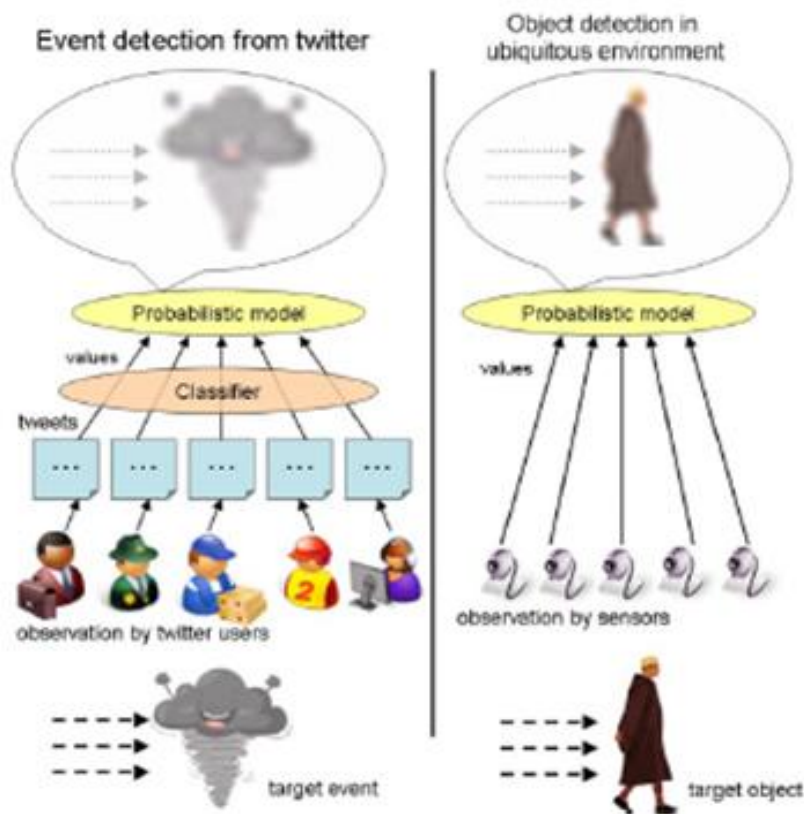 Event detection from twitter
Probabilistic model
values
Classifier
tweets
... ... ... ... ...
2
observation by twitter users
target event
Object detection in
ubiquitous environment
Probabilistic model
values
observation by sensors
target object